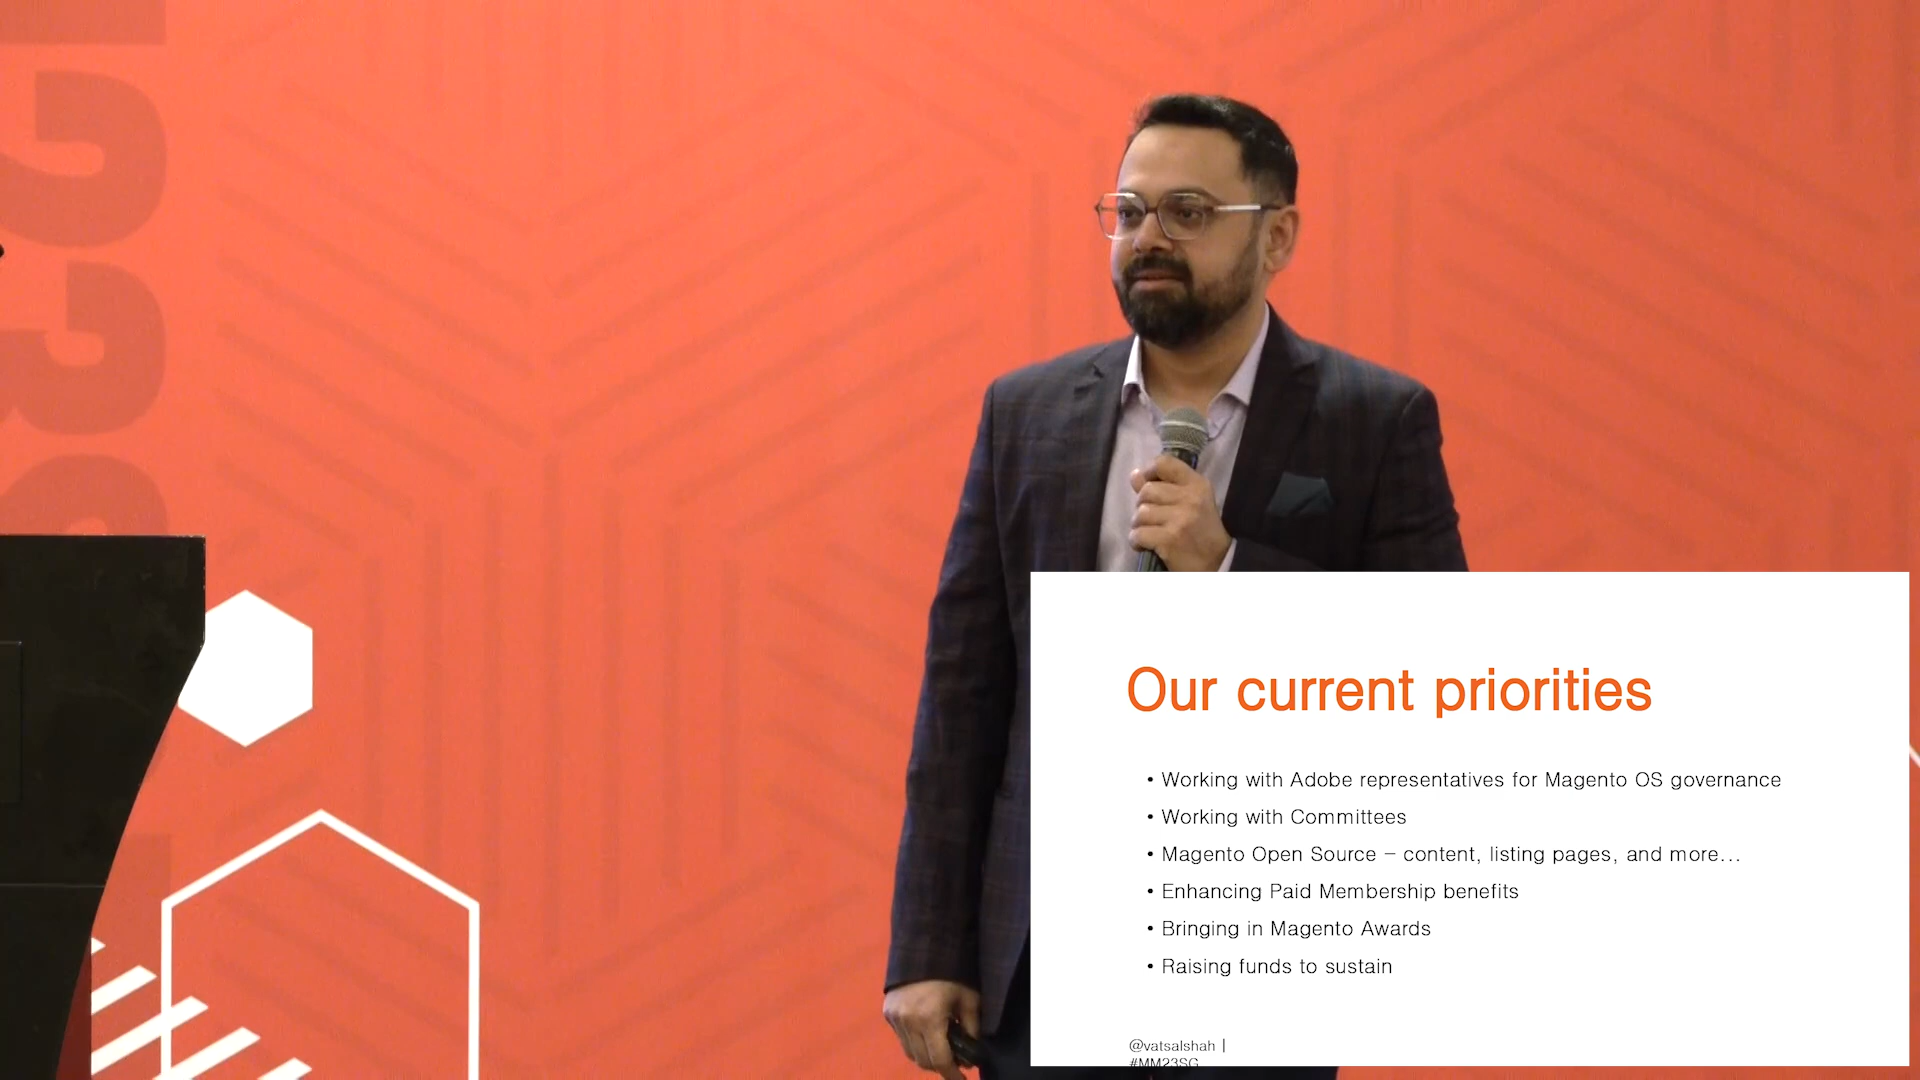 Our current priorities
• Working with Adobe representatives for Magento OS governance
• Working with Committees
• Magento Open Source – content, listing pages, and more...
• Enhancing Paid Membership benefits
• Bringing in Magento Awards
• Raising funds to sustain
@vatsalshah |
#MM23SG